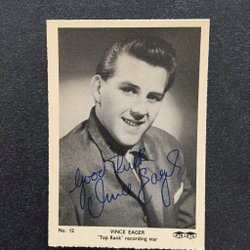 Good Luck
Vince Eager
No. 12
VINCE EAGER
"Top Rank" recording star